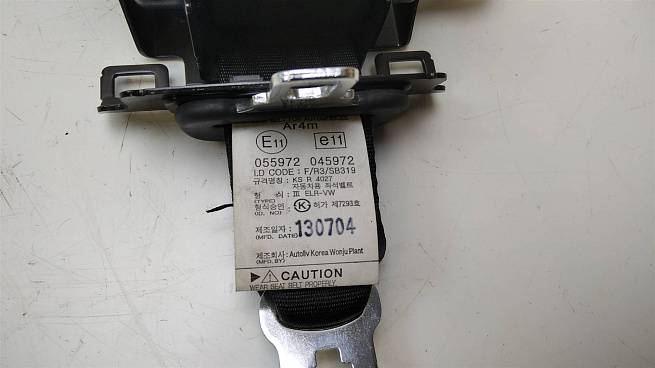 Ar4m
E11 e11
055972 045972
I.D CODE : F/R3/SB319
규격명칭 : KS R 4027
자동차용 좌석벨트
형 식 : III ELR-VW
(TYPE)
형식승인 : K 허가 제7293호
(ID. NO)
제조일자 : 130704
(MFD. DATE)
제조회사 : Autoliv Korea Wonju Plant
(MFD. BY)
CAUTION
WEAR SEAT BELT PROPERLY